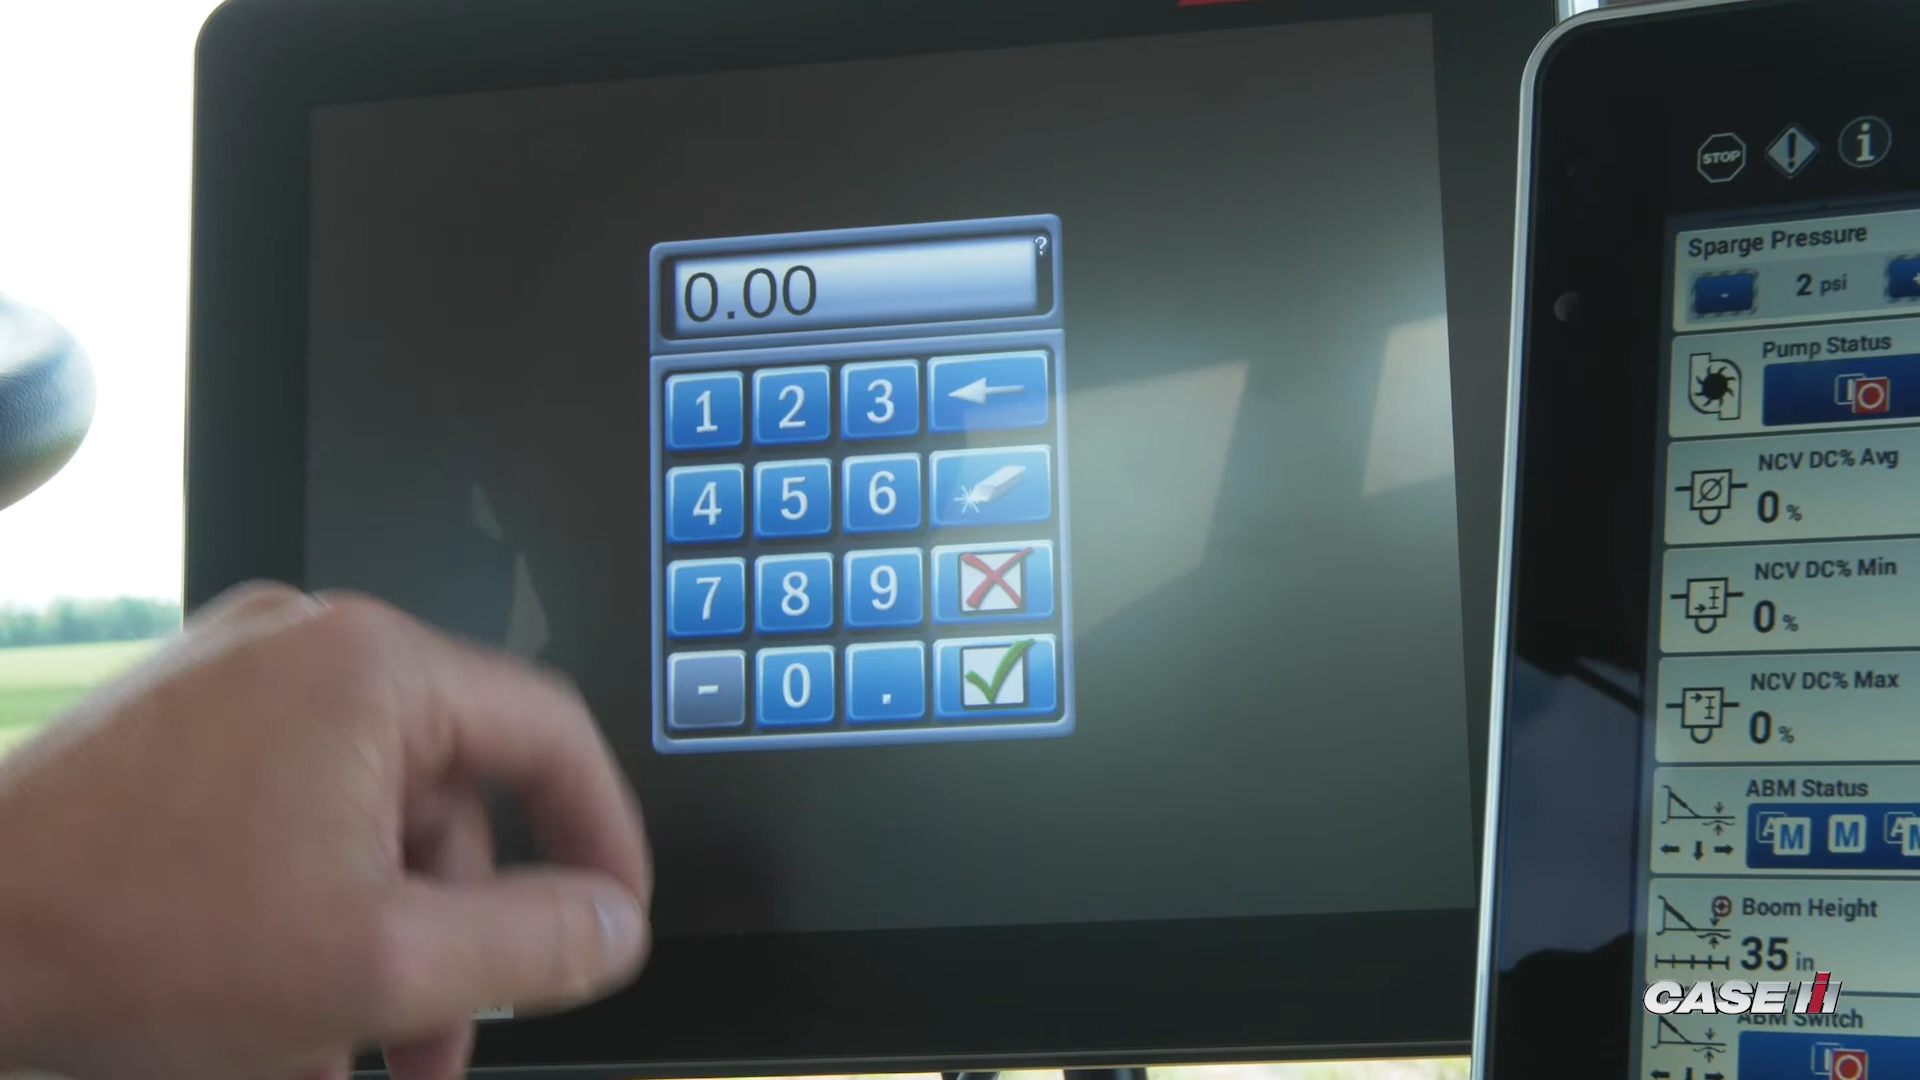 0.00
?
1 2 3
4 5 6
7 8 9
- 0 .
STOP
! i
Sparge Pressure
- 2 psi
Pump Status
NCV DC% Avg
0 %
NCV DC% Min
0 %
NCV DC% Max
0 %
ABM Status
A M M A M
Boom Height
35 in
ABM Switch
CASE IH